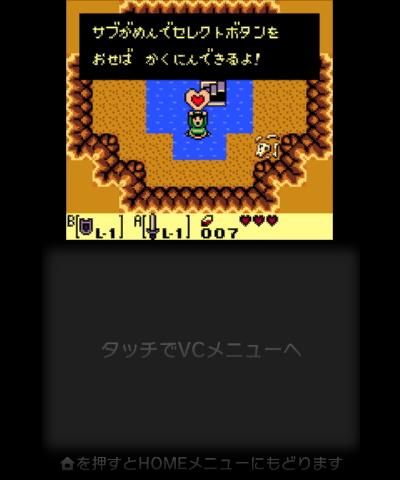 サブがめんでセレクトボタンを
おせば かくにんできるよ!
B[ L-1] A[ L-1] 007
タッチでVCメニューへ
を押すとHOMEメニューにもどります